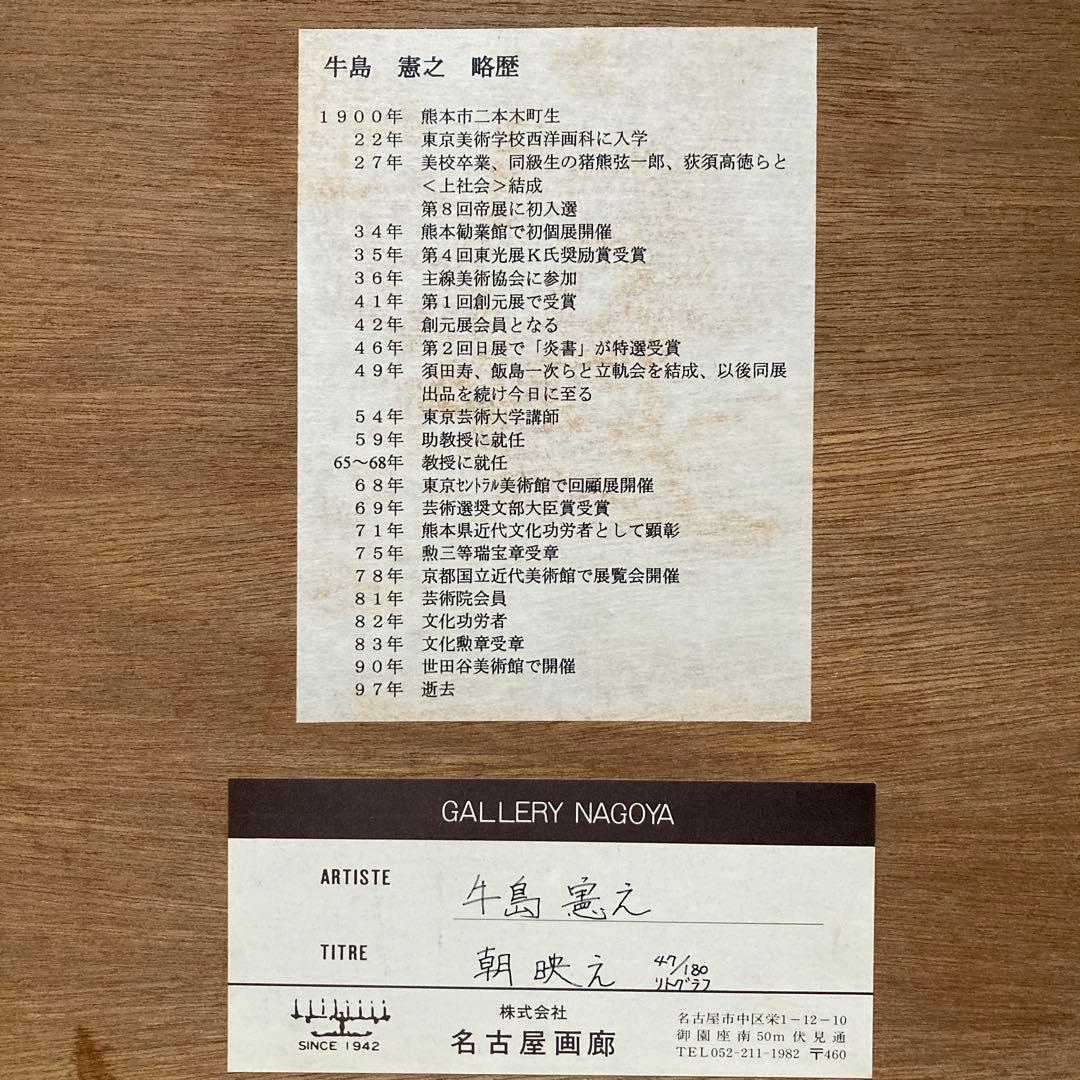 牛島　憲之　略歴
１９００年　熊本市二本木町生
２２年　東京美術学校西洋画科に入学
２７年　美校卒業、同級生の猪熊弦一郎、荻須高徳らと
＜上社会＞結成
第８回帝展に初入選
３４年　熊本勧業館で初個展開催
３５年　第４回東光展Ｋ氏奨励賞受賞
３６年　主線美術協会に参加
４１年　第１回創元展で受賞
４２年　創元展会員となる
４６年　第２回日展で「炎書」が特選受賞
４９年　須田寿、飯島一次らと立軌会を結成、以後同展
出品を続け今日に至る
５４年　東京芸術大学講師
５９年　助教授に就任
65～68年　教授に就任
６８年　東京ｾﾝﾄﾗﾙ美術館で回顧展開催
６９年　芸術選奨文部大臣賞受賞
７１年　熊本県近代文化功労者として顕彰
７５年　勲三等瑞宝章受章
７８年　京都国立近代美術館で展覧会開催
８１年　芸術院会員
８２年　文化功労者
８３年　文化勲章受章
９０年　世田谷美術館で開催
９７年　逝去
GALLERY NAGOYA
ARTISTE　牛島 憲之
TITRE　朝映え　47/180
リトグラフ
SINCE 1942
株式会社
名古屋画廊
名古屋市中区栄1－12－10
御園座南50m伏見通
TEL052-211-1982 〒460